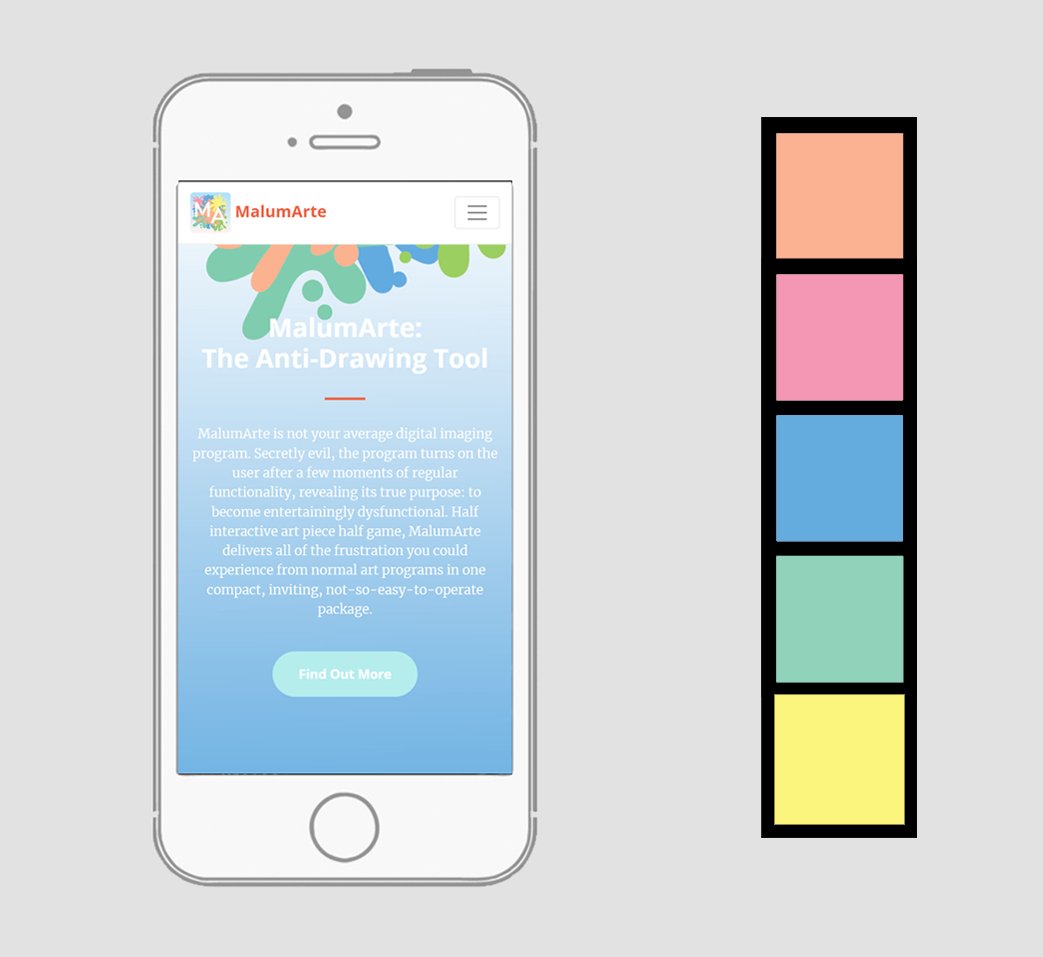 MA
MalumArte
MalumArte:
The Anti-Drawing Tool
MalumArte is not your average digital imaging
program. Secretly evil, the program turns on the
user after a few moments of regular
functionality, revealing its true purpose: to
become entertainingly dysfunctional. Half
interactive art piece half game, MalumArte
delivers all of the frustration you could
experience from normal art programs in one
compact, inviting, not-so-easy-to-operate
package.
Find Out More